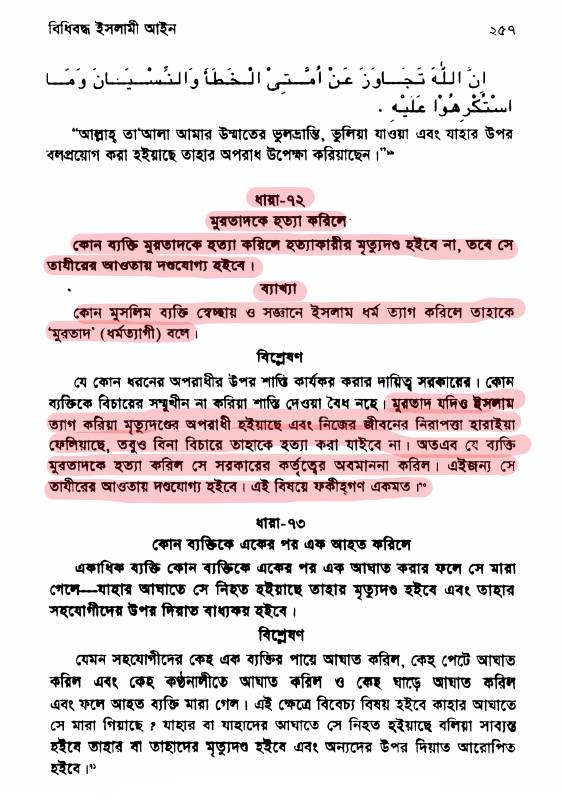 বিধিবদ্ধ ইসলামী আইন ২৫৭
إِنَّ اللّٰهَ تَجَاوَزَ عَنْ أُمَّتِيْ الْخَطَأَ وَالنِّسْيَانَ وَمَا
اسْتُكْرِهُوْا عَلَيْهِ .
“আল্লাহ্ তা'আলা আমার উম্মাতের ভুলভ্রান্তি, ভুলিয়া যাওয়া এবং যাহার উপর
বলপ্রয়োগ করা হইয়াছে তাহার অপরাধ উপেক্ষা করিয়াছেন।”
ধারা-৭২
মুরতাদকে হত্যা করিলে
কোন ব্যক্তি মুরতাদকে হত্যা করিলে হত্যাকারীর মৃত্যুদণ্ড হইবে না, তবে সে
তাযীরের আওতায় দণ্ডযোগ্য হইবে।
ব্যাখ্যা
কোন মুসলিম ব্যক্তি স্বেচ্ছায় ও সজ্ঞানে ইসলাম ধর্ম ত্যাগ করিলে তাহাকে
‘মুরতাদ’ (ধর্মত্যাগী) বলে।
বিশ্লেষণ
যে কোন ধরনের অপরাধীর উপর শাস্তি কার্যকর করার দায়িত্ব সরকারের। কোন
ব্যক্তিকে বিচারের সম্মুখীন না করিয়া শাস্তি দেওয়া বৈধ নহে। মুরতাদ যদিও ইসলাম
ত্যাগ করিয়া মৃত্যুদণ্ডের অপরাধী হইয়াছে এবং নিজের জীবনের নিরাপত্তা হারাইয়া
ফেলিয়াছে, তবুও বিনা বিচারে তাহাকে হত্যা করা যাইবে না। অতএব যে ব্যক্তি
মুরতাদকে হত্যা করিল সে সরকারের কর্তৃত্বের অবমাননা করিল। এইজন্য সে
তাযীরের আওতায় দণ্ডযোগ্য হইবে। এই বিষয়ে ফকীহ্গণ একমত।
ধারা-৭৩
কোন ব্যক্তিকে একের পর এক আহত করিলে
একাধিক ব্যক্তি কোন ব্যক্তিকে একের পর এক আঘাত করার ফলে সে মারা
গেলে—যাহার আঘাতে সে নিহত হইয়াছে তাহার মৃত্যুদণ্ড হইবে এবং তাহার
সহযোগীদের উপর দিয়াত বাধ্যকর হইবে।
বিশ্লেষণ
যেমন সহযোগীদের কেহ এক ব্যক্তির পায়ে আঘাত করিল, কেহ পেটে আঘাত
করিল এবং কেহ কণ্ঠনালীতে আঘাত করিল ও কেহ ঘাড়ে আঘাত করিল
এবং ফলে আহত ব্যক্তি মারা গেল। এই ক্ষেত্রে বিবেচ্য বিষয় হইবে কাহার আঘাতে
সে মারা গিয়াছে? যাহার বা যাহাদের আঘাতে সে নিহত হইয়াছে বলিয়া সাব্যস্ত
হইবে তাহার বা তাহাদের মৃত্যুদণ্ড হইবে এবং অন্যদের উপর দিয়াত আরোপিত
হইবে।